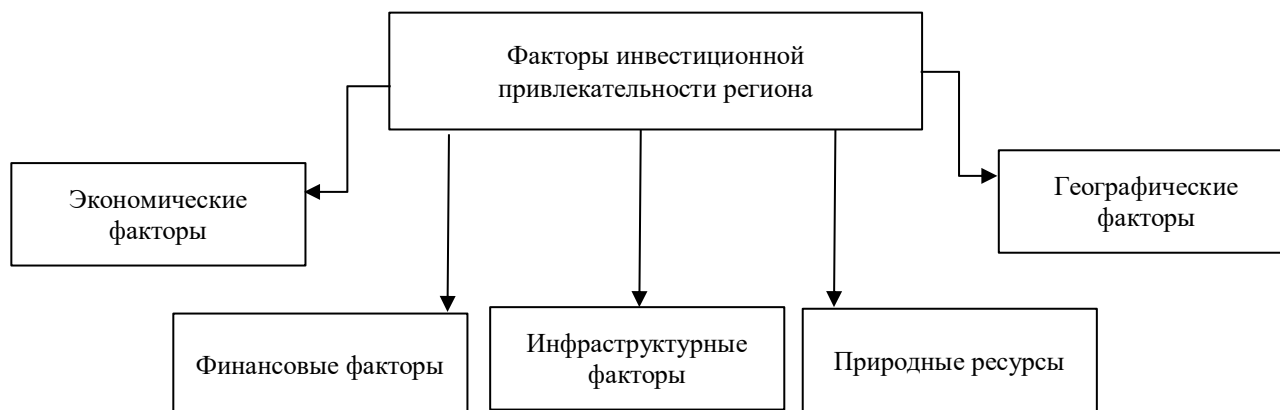 Факторы инвестиционной
привлекательности региона
Экономические
факторы
Географические
факторы
Финансовые факторы
Инфраструктурные
факторы
Природные ресурсы